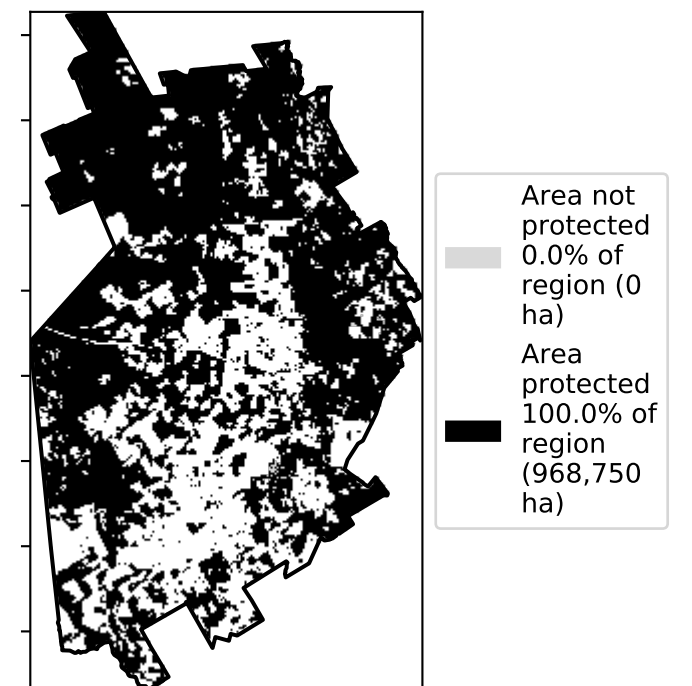 Area not
protected
0.0% of
region (0
ha)
Area
protected
100.0% of
region
(968,750
ha)